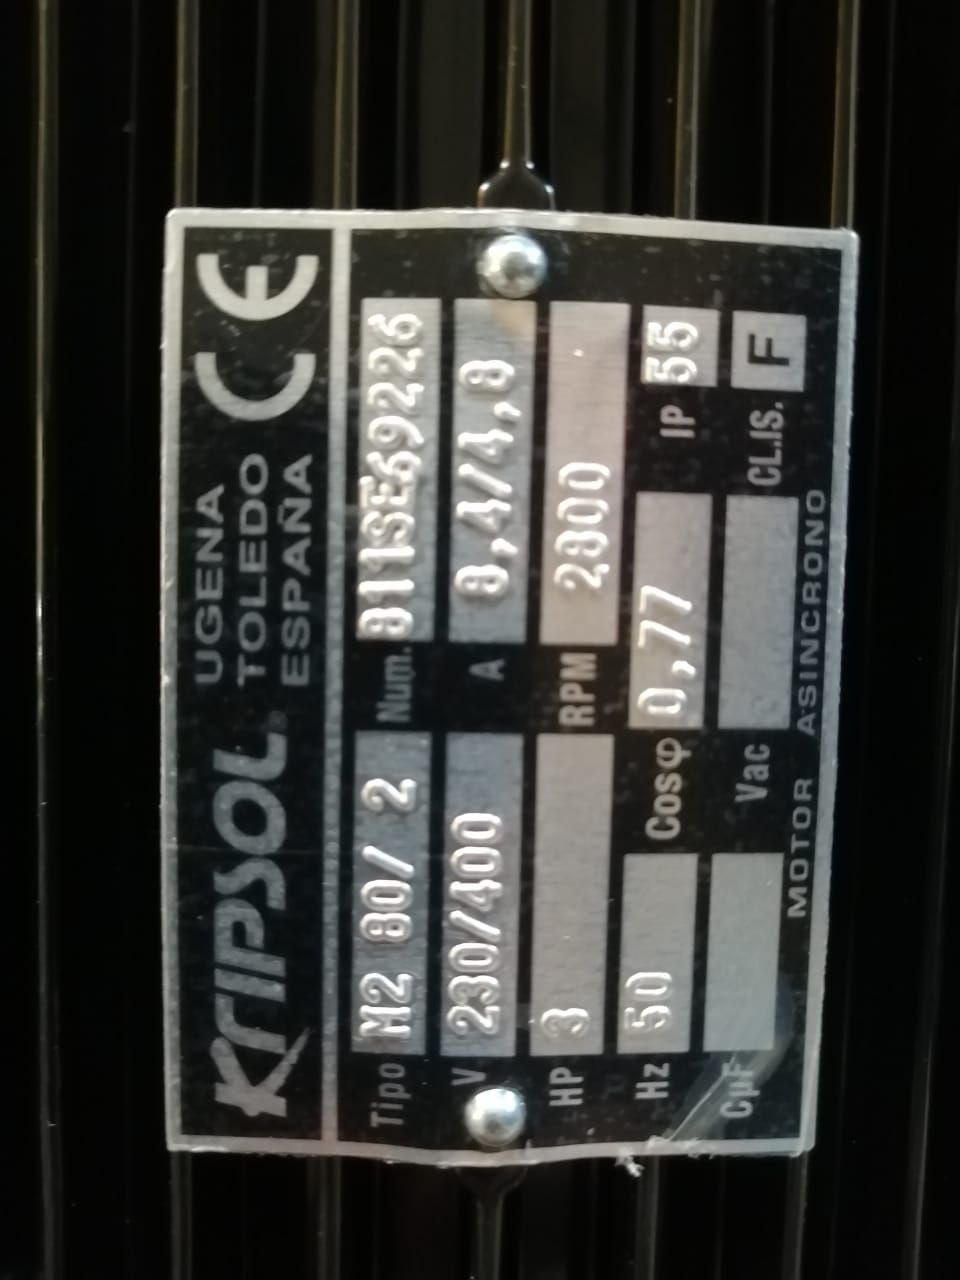 KRIPSOL
UGENA
TOLEDO
ESPAÑA
CE
Tipo M2 80/ 2 Num. 811SE69226
V 230/400 A 8,4/4,8
HP 3 RPM 2800
Hz 50 Cosφ 0,77 IP 55
CµF Vac CL.IS. F
MOTOR ASINCRONO